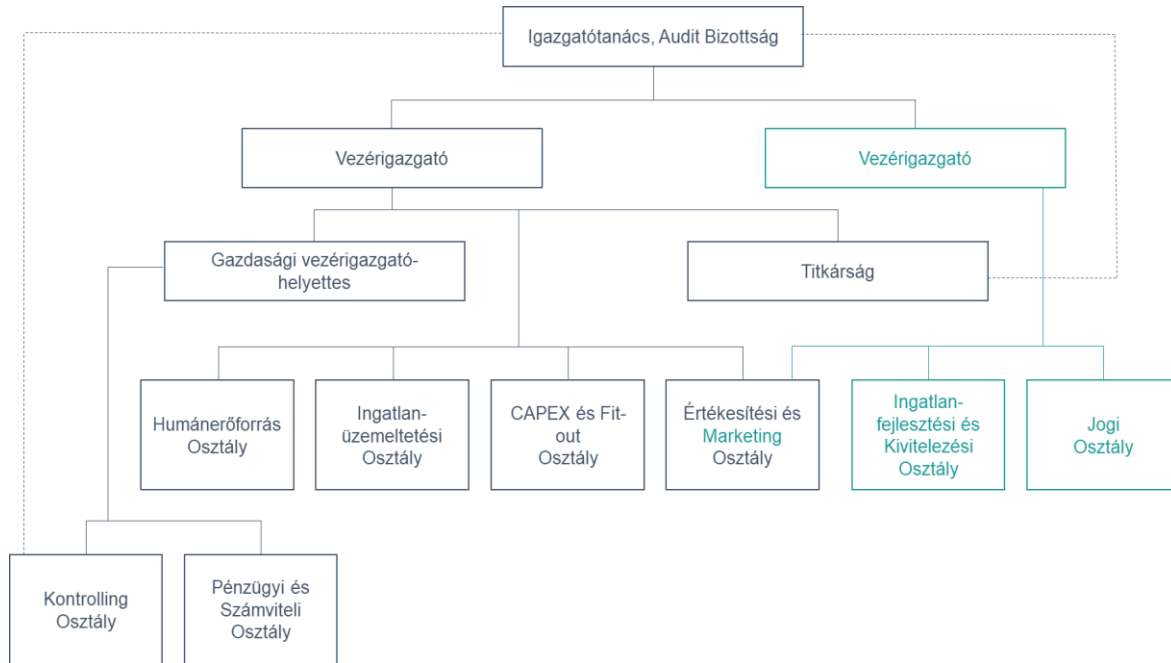 Igazgatótanács, Audit Bizottság
Vezérigazgató
Vezérigazgató
Gazdasági vezérigazgató-
helyettes
Titkárság
Humánerőforrás
Osztály
Ingatlan-
üzemeltetési
Osztály
CAPEX és Fit-
out
Osztály
Értékesítési és
Marketing
Osztály
Ingatlan-
fejlesztési és
Kivitelezési
Osztály
Jogi
Osztály
Kontrolling
Osztály
Pénzügyi és
Számviteli
Osztály